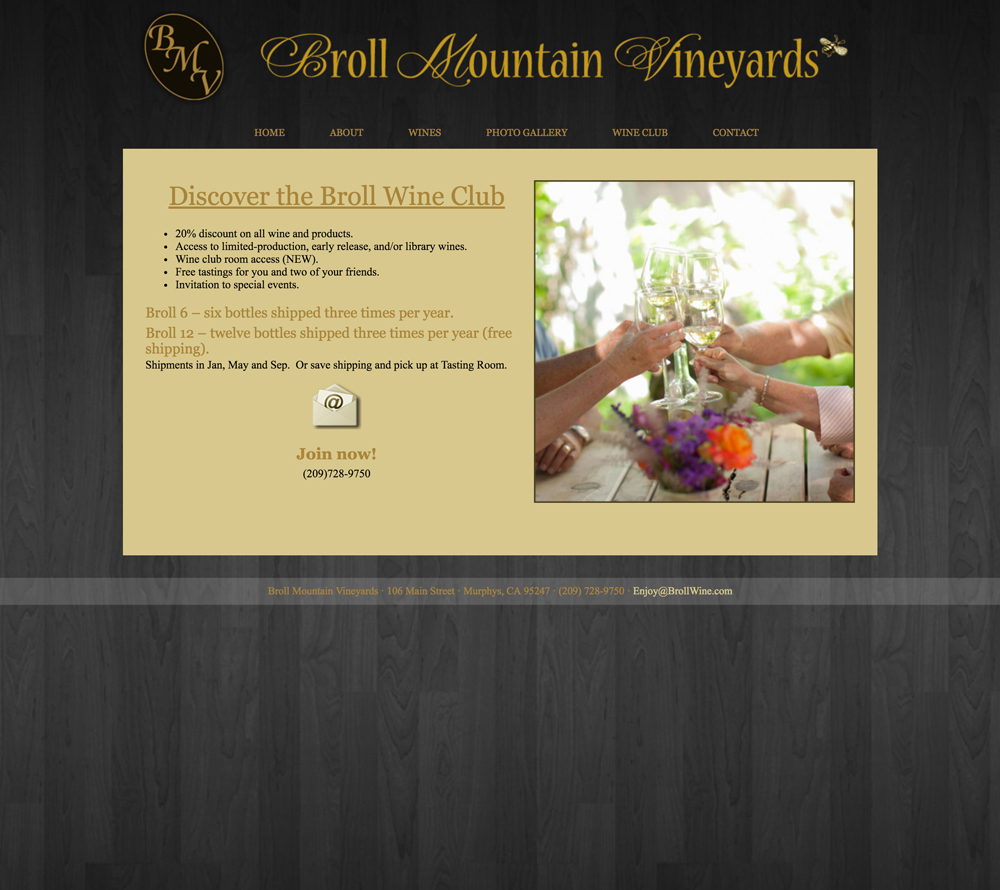 BMV
Broll Mountain Vineyards
HOME ABOUT WINES PHOTO GALLERY WINE CLUB CONTACT
Discover the Broll Wine Club
• 20% discount on all wine and products.
• Access to limited-production, early release, and/or library wines.
• Wine club room access (NEW).
• Free tastings for you and two of your friends.
• Invitation to special events.
Broll 6 – six bottles shipped three times per year.
Broll 12 – twelve bottles shipped three times per year (free
shipping).
Shipments in Jan, May and Sep.  Or save shipping and pick up at Tasting Room.
@
Join now!
(209)728-9750
Broll Mountain Vineyards · 106 Main Street · Murphys, CA 95247 · (209) 728-9750 · Enjoy@BrollWine.com